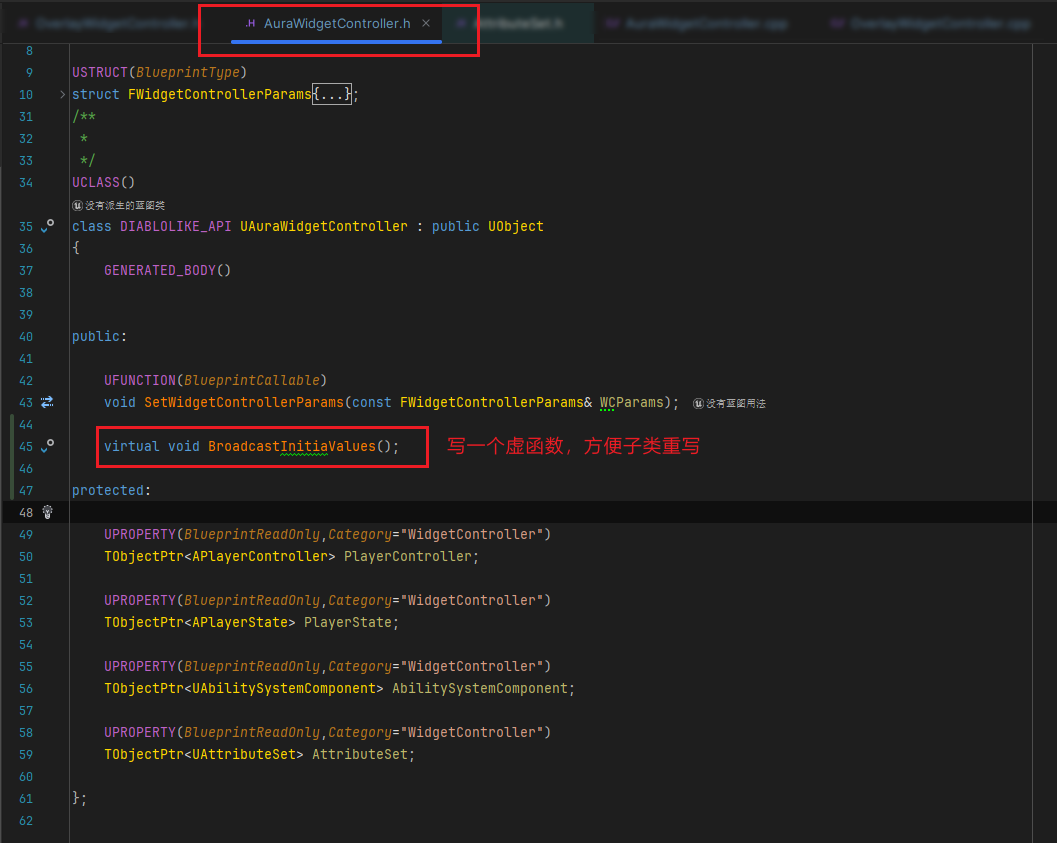 OverlayWidgetController.h
.H AuraWidgetController.h ×
AttributeSet.h
AuraWidgetController.cpp
OverlayWidgetController.cpp
8
9 USTRUCT(BlueprintType)
10 struct FWidgetControllerParams{...};
31 /**
32 *
33 */
34 UCLASS()
没有派生的蓝图类
35 class DIABLOLIKE_API UAuraWidgetController : public UObject
36 {
37 GENERATED_BODY()
38
39
40 public:
41
42 UFUNCTION(BlueprintCallable)
43 void SetWidgetControllerParams(const FWidgetControllerParams& WCParams); 没有蓝图用法
44
45 virtual void BroadcastInitiaValues(); 写一个虚函数，方便子类重写
46
47 protected:
48
49 UPROPERTY(BlueprintReadOnly,Category="WidgetController")
50 TObjectPtr<APlayerController> PlayerController;
51
52 UPROPERTY(BlueprintReadOnly,Category="WidgetController")
53 TObjectPtr<APlayerState> PlayerState;
54
55 UPROPERTY(BlueprintReadOnly,Category="WidgetController")
56 TObjectPtr<UAbilitySystemComponent> AbilitySystemComponent;
57
58 UPROPERTY(BlueprintReadOnly,Category="WidgetController")
59 TObjectPtr<UAttributeSet> AttributeSet;
60
61 };
62